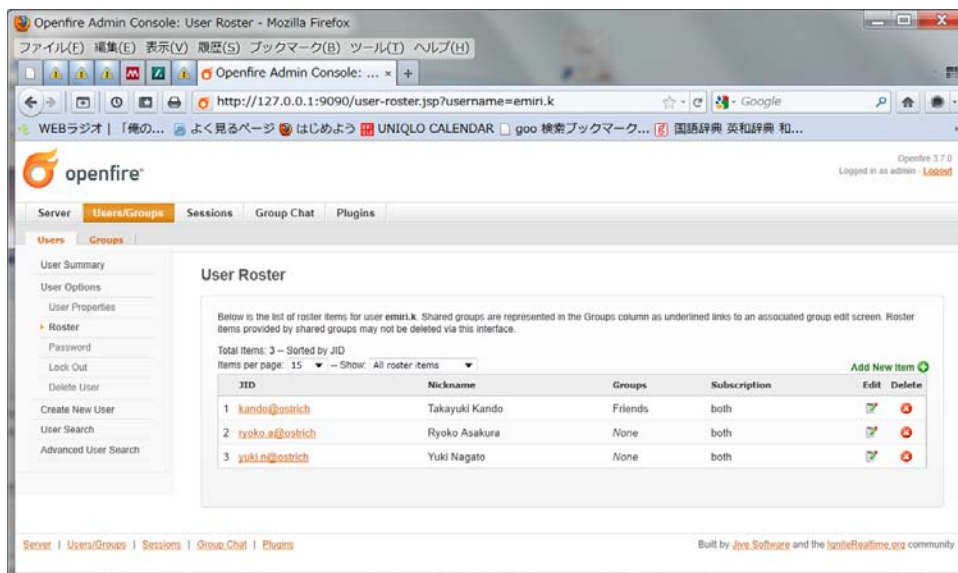 Openfire Admin Console: User Roster - Mozilla Firefox
ファイル(F) 編集(E) 表示(V) 履歴(S) ブックマーク(B) ツール(T) ヘルプ(H)
Openfire Admin Console: ... × +
http://127.0.0.1:9090/user-roster.jsp?username=emiri.k Google
WEBラジオ | 「俺の... よく見るページ はじめよう UNIQLO CALENDAR goo 検索ブックマーク... 国語辞典 英和辞典 和...
Openfire 3.7.0
openfire
Logged in as admin - Logout
Server Users/Groups Sessions Group Chat Plugins
Users Groups
User Summary
User Options
User Properties
Roster
Password
Lock Out
Delete User
Create New User
User Search
Advanced User Search
User Roster
Below is the list of roster items for user emiri.k. Shared groups are represented in the Groups column as underlined links to an associated group edit screen. Roster
items provided by shared groups may not be deleted via this interface.
Total Items: 3 -- Sorted by JID
Items per page: 15 -- Show: All roster items
Add New Item
JID Nickname Groups Subscription Edit Delete
1 kando@ostrich Takayuki Kando Friends both
2 ryoko.a@ostrich Ryoko Asakura None both
3 yuki.n@ostrich Yuki Nagato None both
Server | Users/Groups | Sessions | Group Chat | Plugins
Built by Jive Software and the IgniteRealtime.org community